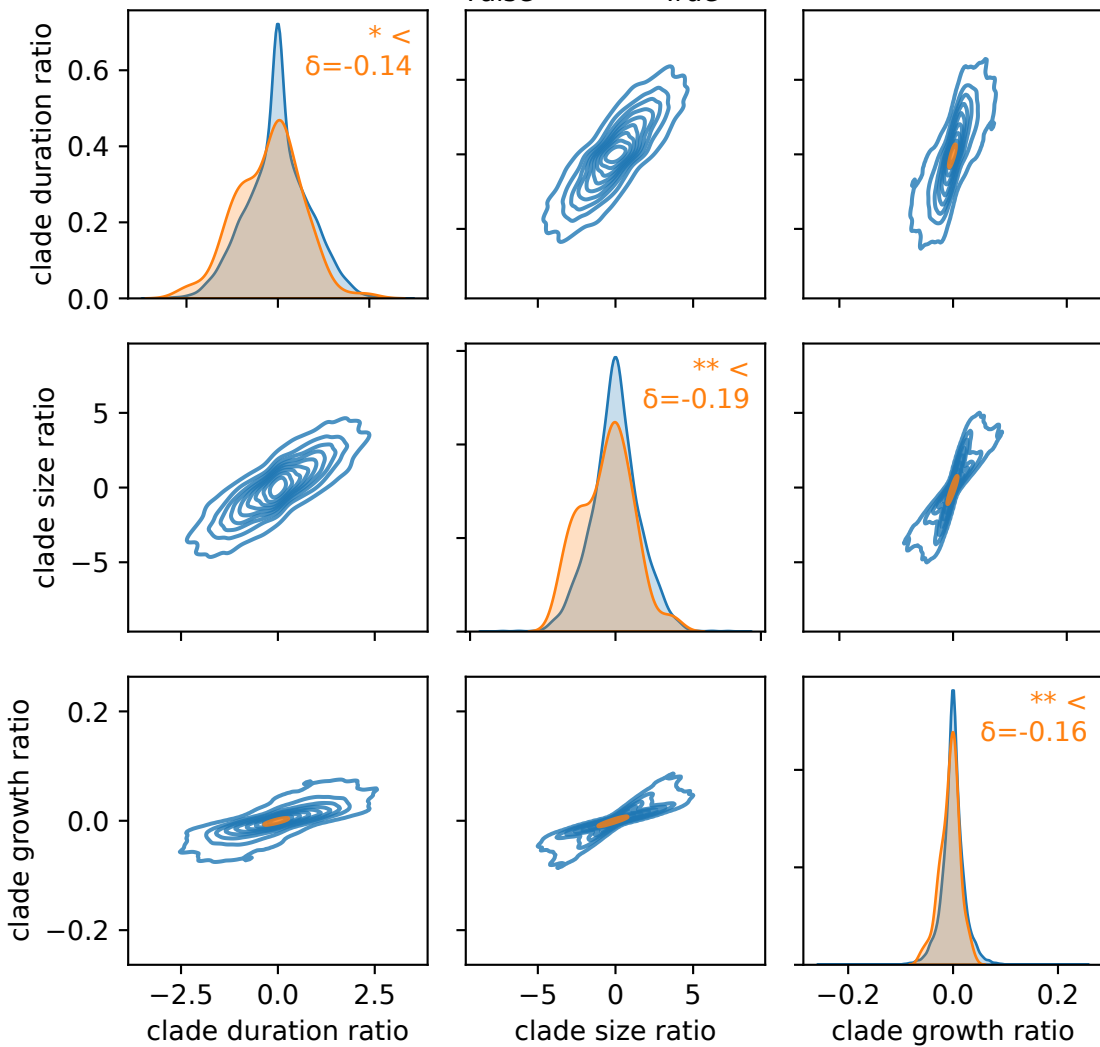 clade duration ratio
0.6
0.4
0.2
0.0
* <
δ=-0.14
clade size ratio
5
0
−5
** <
δ=-0.19
clade growth ratio
0.2
0.0
−0.2
** <
δ=-0.16
−2.5 0.0 2.5
clade duration ratio
−5 0 5
clade size ratio
−0.2 0.0 0.2
clade growth ratio